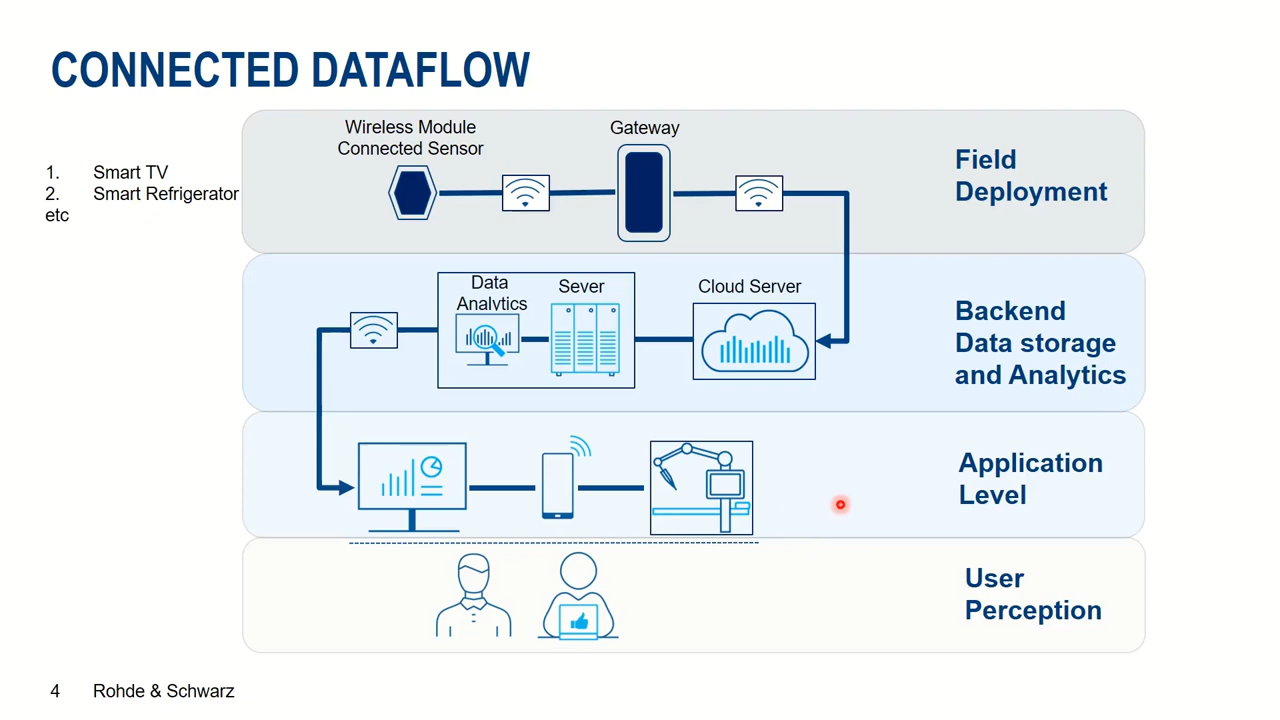 CONNECTED DATAFLOW
1. Smart TV
2. Smart Refrigerator
etc
Wireless Module
Connected Sensor
Gateway
Field
Deployment
Data
Analytics
Sever
Cloud Server
Backend
Data storage
and Analytics
Application
Level
User
Perception
4 Rohde & Schwarz